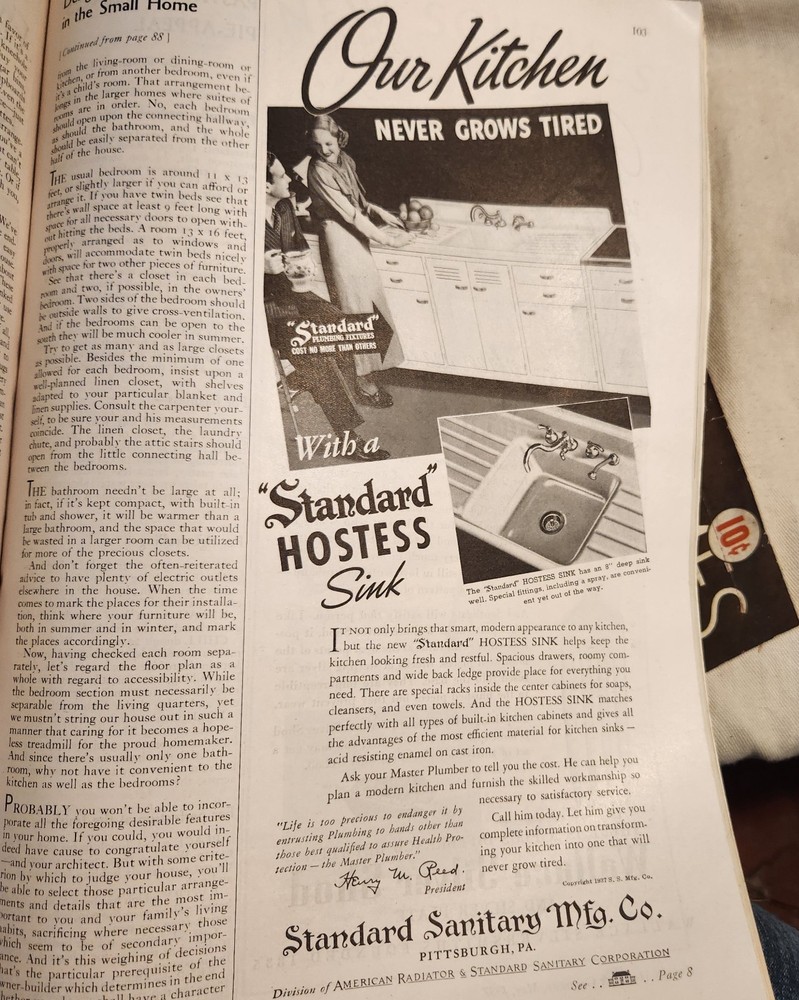 in the Small Home
[Continued from page 88]
from the living-room or dining-room or
kitchen, or from another bedroom, even if
it's a child's room. That arrangement be-
longs in the larger homes where suites of
rooms are in order. No, each bedroom
should open upon the connecting hallway,
as should the bathroom, and the whole
should be easily separated from the other
half of the house.
THE usual bedroom is around 11 x 13
feet, or slightly larger if you can afford or
arrange it. If you have twin beds see that
there's wall space at least 9 feet long with
space for all necessary doors to open with-
out hitting the beds. A room 13 x 16 feet,
properly arranged as to windows and
doors, will accommodate twin beds nicely
with space for two other pieces of furniture.
See that there's a closet in each bed-
room and two, if possible, in the owners'
bedroom. Two sides of the bedroom should
be outside walls to give cross-ventilation.
And if the bedrooms can be open to the
south they will be much cooler in summer.
Try to get as many and as large closets
as possible. Besides the minimum of one
allowed for each bedroom, insist upon a
well-planned linen closet, with shelves
adapted to your particular blanket and
linen supplies. Consult the carpenter your-
self, to be sure your and his measurements
coincide. The linen closet, the laundry
chute, and probably the attic stairs should
open from the little connecting hall be-
tween the bedrooms.
THE bathroom needn't be large at all;
in fact, if it's kept compact, with built-in
tub and shower, it will be warmer than a
large bathroom, and the space that would
be wasted in a larger room can be utilized
for more of the precious closets.
And don't forget the often-reiterated
advice to have plenty of electric outlets
elsewhere in the house. When the time
comes to mark the places for their installa-
tion, think where your furniture will be,
both in summer and in winter, and mark
the places accordingly.
Now, having checked each room sepa-
rately, let's regard the floor plan as a
whole with regard to accessibility. While
the bedroom section must necessarily be
separable from the living quarters, yet
we mustn't string our house out in such a
manner that caring for it becomes a hope-
less treadmill for the proud homemaker.
And since there's usually only one bath-
room, why not have it convenient to the
kitchen as well as the bedrooms?
PROBABLY you won't be able to incor-
porate all the foregoing desirable features
in your home. If you could, you would in-
deed have cause to congratulate yourself
—and your architect. But with some crite-
rion by which to judge your house, you'll
be able to select those particular arrange-
ments and details that are the most im-
portant to you and your family's living
habits, sacrificing where necessary those
which seem to be of secondary impor-
tance. And it's this weighing of decisions
that's the particular prerequisite of the
owner-builder which determines in the end
have a character
103
Our Kitchen
NEVER GROWS TIRED
"Standard"
PLUMBING FIXTURES
COST NO MORE THAN OTHERS
With a
"Standard"
HOSTESS
Sink
The "Standard" HOSTESS SINK has an 8" deep sink
well. Special fittings, including a spray, are conveni-
ent yet out of the way.
IT NOT only brings that smart, modern appearance to any kitchen,
but the new "Standard" HOSTESS SINK helps keep the
kitchen looking fresh and restful. Spacious drawers, roomy com-
partments and wide back ledge provide place for everything you
need. There are special racks inside the center cabinets for soaps,
cleansers, and even towels. And the HOSTESS SINK matches
perfectly with all types of built-in kitchen cabinets and gives all
the advantages of the most efficient material for kitchen sinks —
acid resisting enamel on cast iron.
Ask your Master Plumber to tell you the cost. He can help you
plan a modern kitchen and furnish the skilled workmanship so
necessary to satisfactory service.
Call him today. Let him give you
complete information on transform-
ing your kitchen into one that will
never grow tired.
"Life is too precious to endanger it by
entrusting Plumbing to hands other than
those best qualified to assure Health Pro-
tection — the Master Plumber."
Henry M. Reed.
President
Copyright 1937 S. S. Mfg. Co.
Standard Sanitary Mfg. Co.
PITTSBURGH, PA.
Division of AMERICAN RADIATOR & STANDARD SANITARY CORPORATION
See . . . . Page 8
10¢